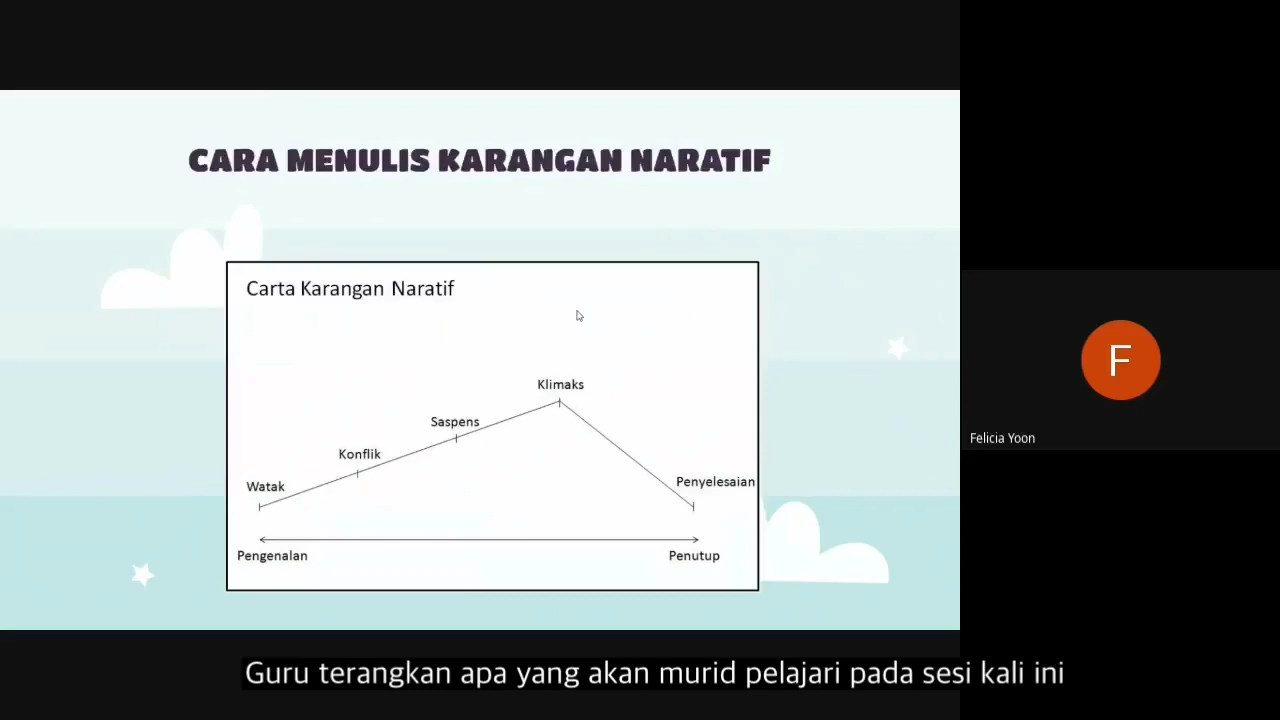 CARA MENULIS KARANGAN NARATIF
Carta Karangan Naratif
Klimaks
Saspens
Konflik
Watak
Penyelesaian
Pengenalan
Penutup
F
Felicia Yoon
Guru terangkan apa yang akan murid pelajari pada sesi kali ini